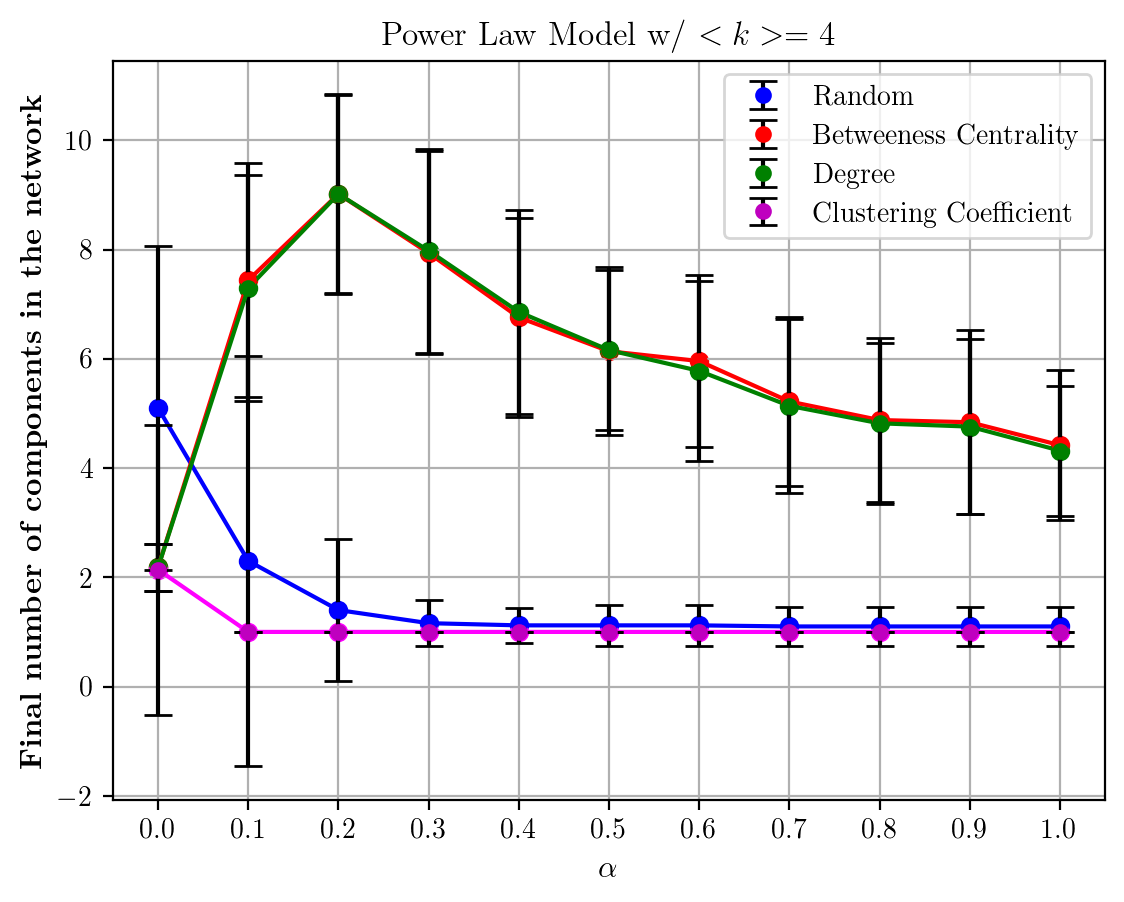 Power Law Model w/ < k >= 4
Random
Betweeness Centrality
Degree
Clustering Coefficient
Final number of components in the network
10
8
6
4
2
0
−2
0.0 0.1 0.2 0.3 0.4 0.5 0.6 0.7 0.8 0.9 1.0
α